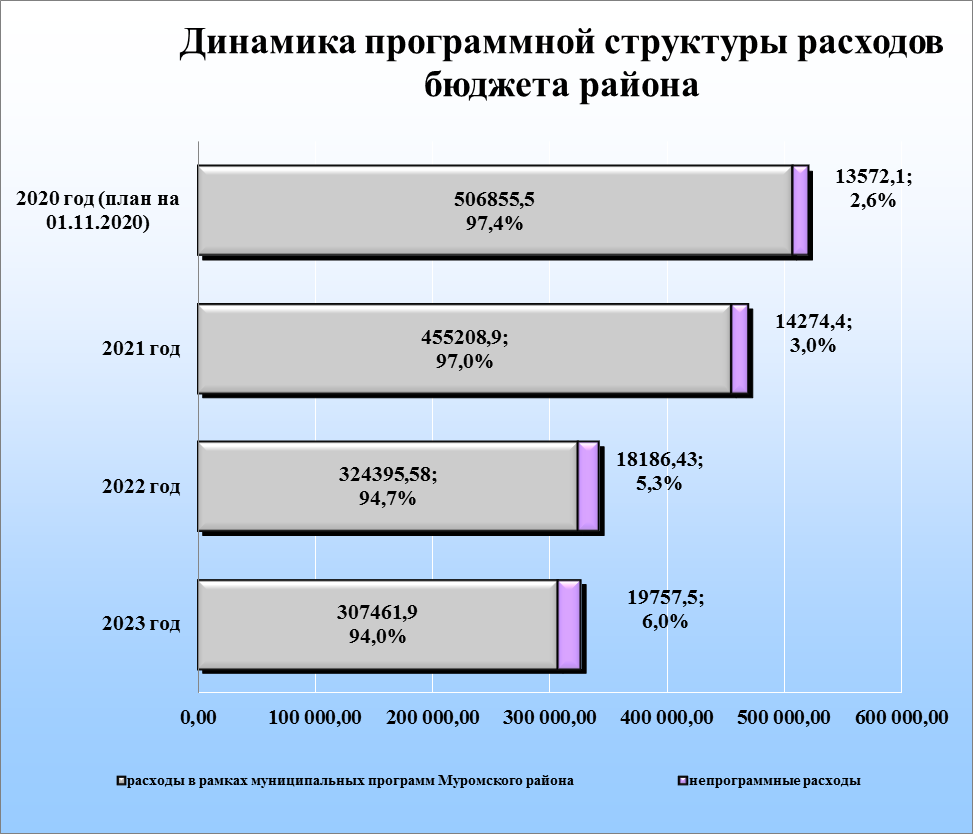 Динамика программной структуры расходов
бюджета района
2020 год (план на
01.11.2020)
506855,5
97,4%
13572,1;
2,6%
2021 год
455208,9;
97,0%
14274,4;
3,0%
2022 год
324395,58;
94,7%
18186,43;
5,3%
2023 год
307461,9
94,0%
19757,5;
6,0%
0,00 100 000,00 200 000,00 300 000,00 400 000,00 500 000,00 600 000,00
расходы в рамках муниципальных программ Муромского района непрограммные расходы